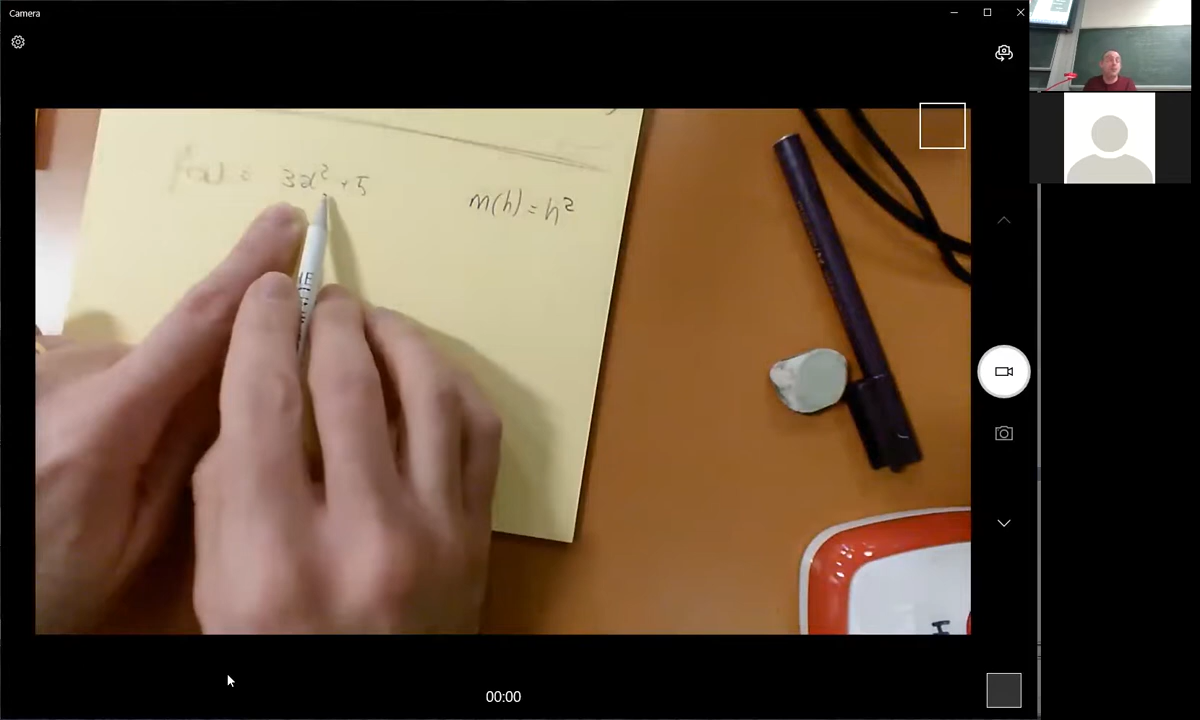 Camera
f(x) = 3x² + 5
m(h) = h²
H
00:00